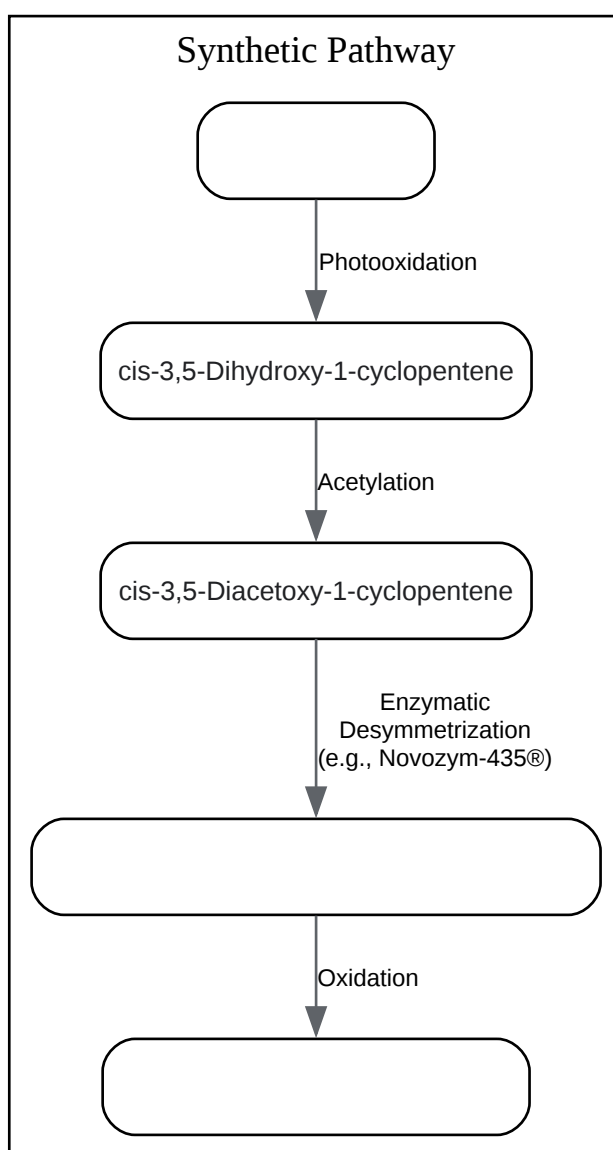 Synthetic Pathway
Photooxidation
cis-3,5-Dihydroxy-1-cyclopentene
Acetylation
cis-3,5-Diacetoxy-1-cyclopentene
Enzymatic
Desymmetrization
(e.g., Novozym-435®)
Oxidation